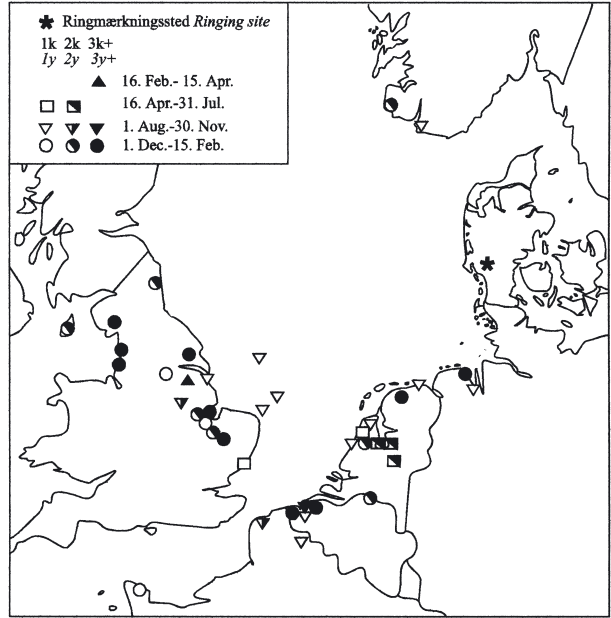 Ringmærkningssted Ringing site
1k 2k 3k+
1y 2y 3y+
16. Feb.- 15. Apr.
16. Apr.-31. Jul.
1. Aug.-30. Nov.
1. Dec.-15. Feb.